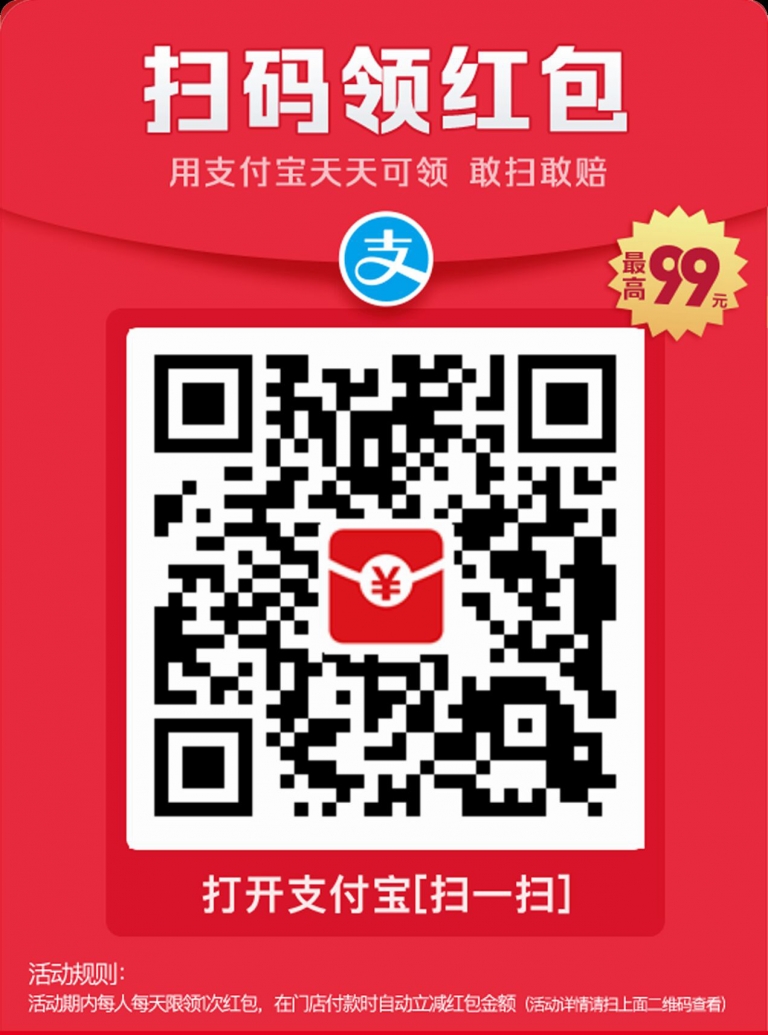 扫码领红包
用支付宝天天可领 敢扫敢赔
支
最高99元
¥
打开支付宝[扫一扫]
活动规则：
活动期内每人每天限领1次红包，在门店付款时自动立减红包金额（活动详情请扫上面二维码查看）